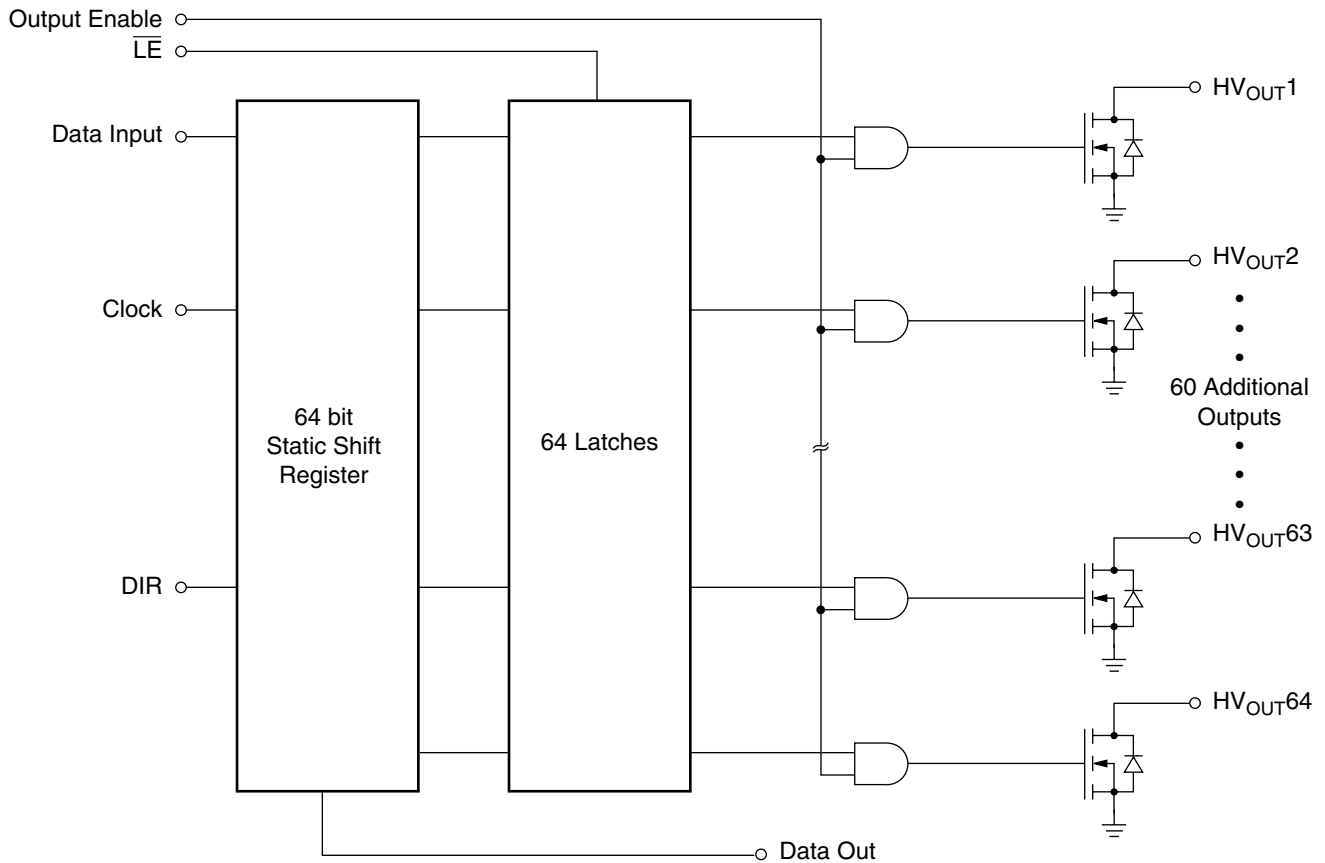 Output Enable
L̅E̅
HV_OUT1
Data Input
HV_OUT2
Clock
60 Additional
Outputs
64 bit
Static Shift
Register
64 Latches
HV_OUT63
DIR
HV_OUT64
Data Out